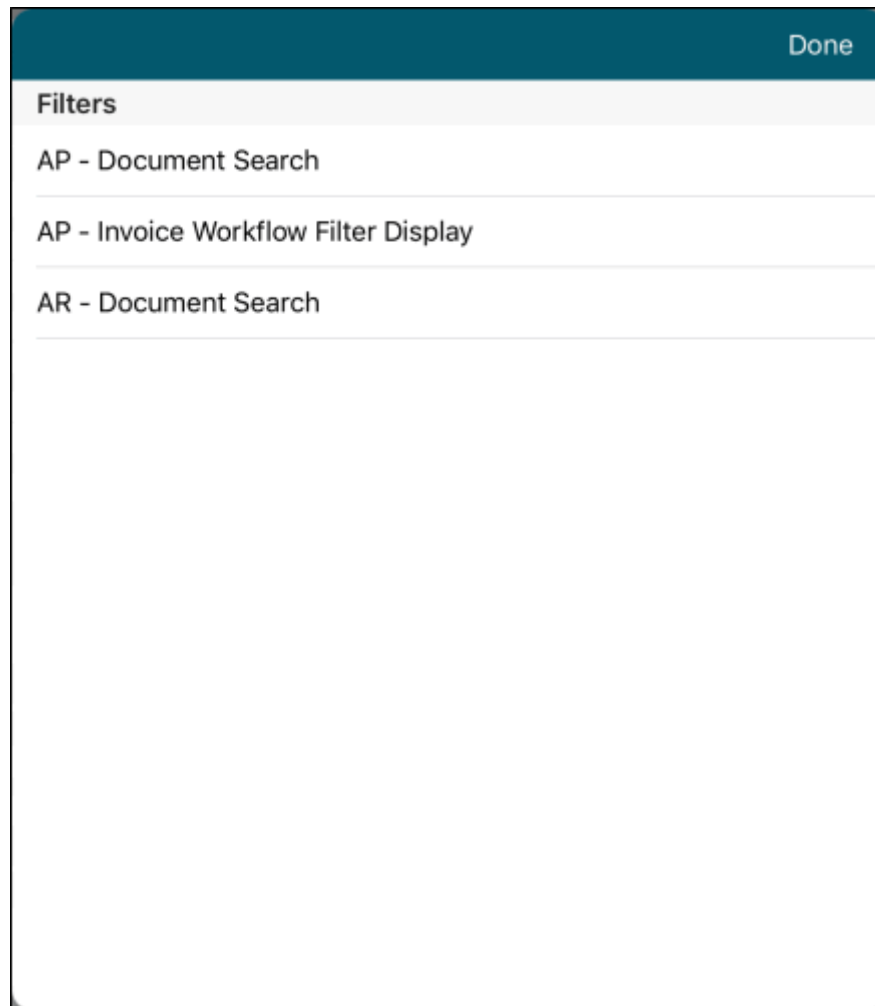 Done
Filters
AP - Document Search
AP - Invoice Workflow Filter Display
AR - Document Search